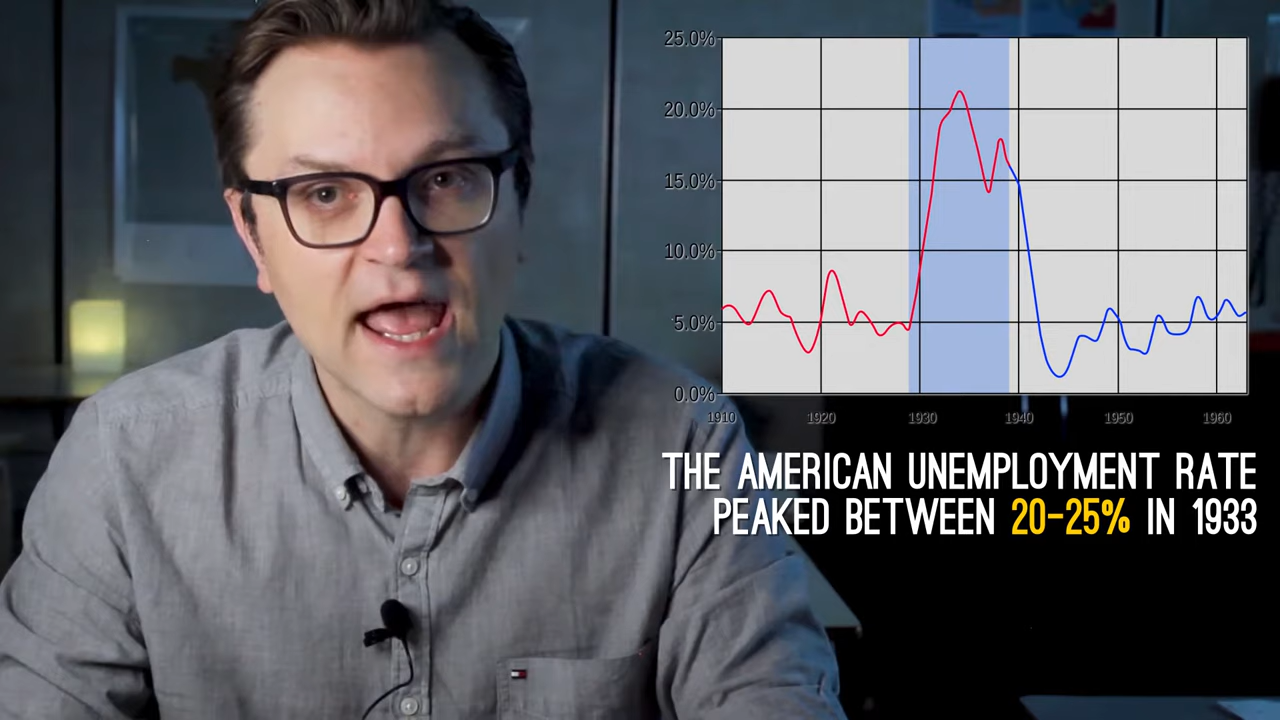 25.0%
20.0%
15.0%
10.0%
5.0%
0.0%
1910 1920 1930 1940 1950 1960
THE AMERICAN UNEMPLOYMENT RATE
PEAKED BETWEEN 20-25% IN 1933